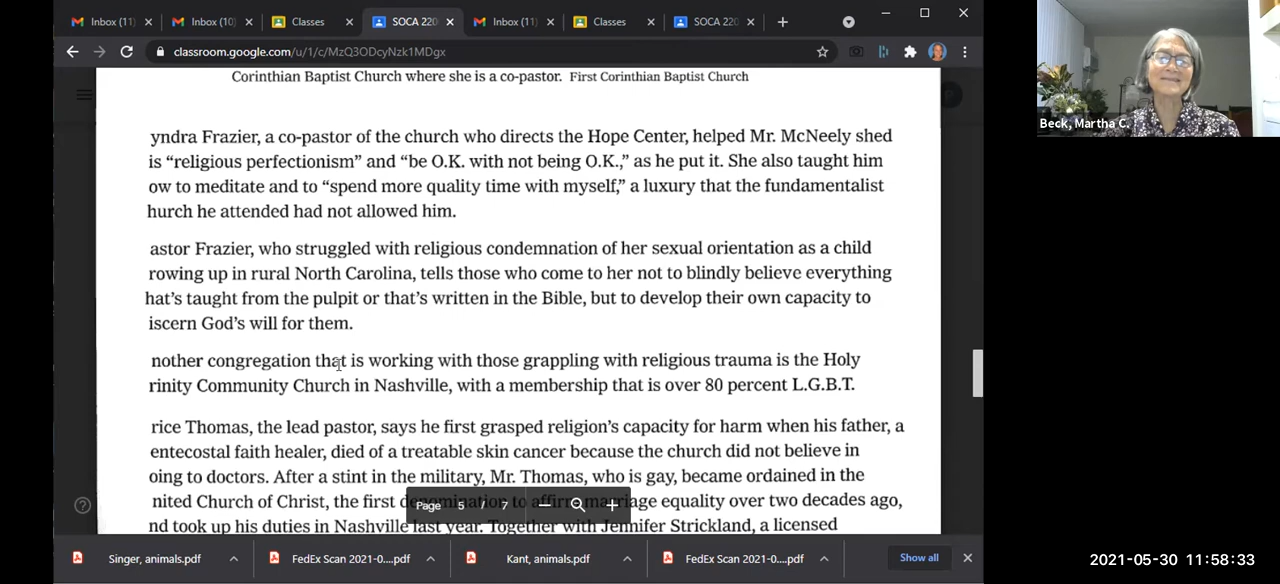 Inbox (11)
Inbox (10)
Classes
SOCA 220
Inbox (11)
Classes
SOCA 220
classroom.google.com/u/1/c/MzQ3ODcyNzk1MDgx
Corinthian Baptist Church where she is a co-pastor. First Corinthian Baptist Church
yndra Frazier, a co-pastor of the church who directs the Hope Center, helped Mr. McNeely shed
is “religious perfectionism” and “be O.K. with not being O.K.,” as he put it. She also taught him
ow to meditate and to “spend more quality time with myself,” a luxury that the fundamentalist
hurch he attended had not allowed him.
astor Frazier, who struggled with religious condemnation of her sexual orientation as a child
rowing up in rural North Carolina, tells those who come to her not to blindly believe everything
hat’s taught from the pulpit or that’s written in the Bible, but to develop their own capacity to
iscern God’s will for them.
nother congregation that is working with those grappling with religious trauma is the Holy
rinity Community Church in Nashville, with a membership that is over 80 percent L.G.B.T.
rice Thomas, the lead pastor, says he first grasped religion’s capacity for harm when his father, a
entecostal faith healer, died of a treatable skin cancer because the church did not believe in
oing to doctors. After a stint in the military, Mr. Thomas, who is gay, became ordained in the
nited Church of Christ, the first denomination to affirm marriage equality over two decades ago,
nd took up his duties in Nashville last year. Together with Jennifer Strickland, a licensed
Page 5 / 7
Singer, animals.pdf
FedEx Scan 2021-0....pdf
Kant, animals.pdf
FedEx Scan 2021-0....pdf
Show all
Beck, Martha C.
2021-05-30 11:58:33